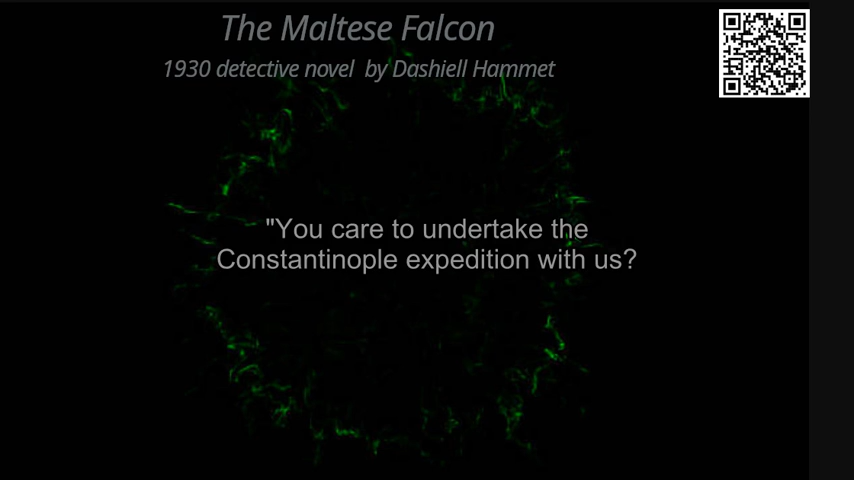 The Maltese Falcon
1930 detective novel by Dashiell Hammet
"You care to undertake the
Constantinople expedition with us?